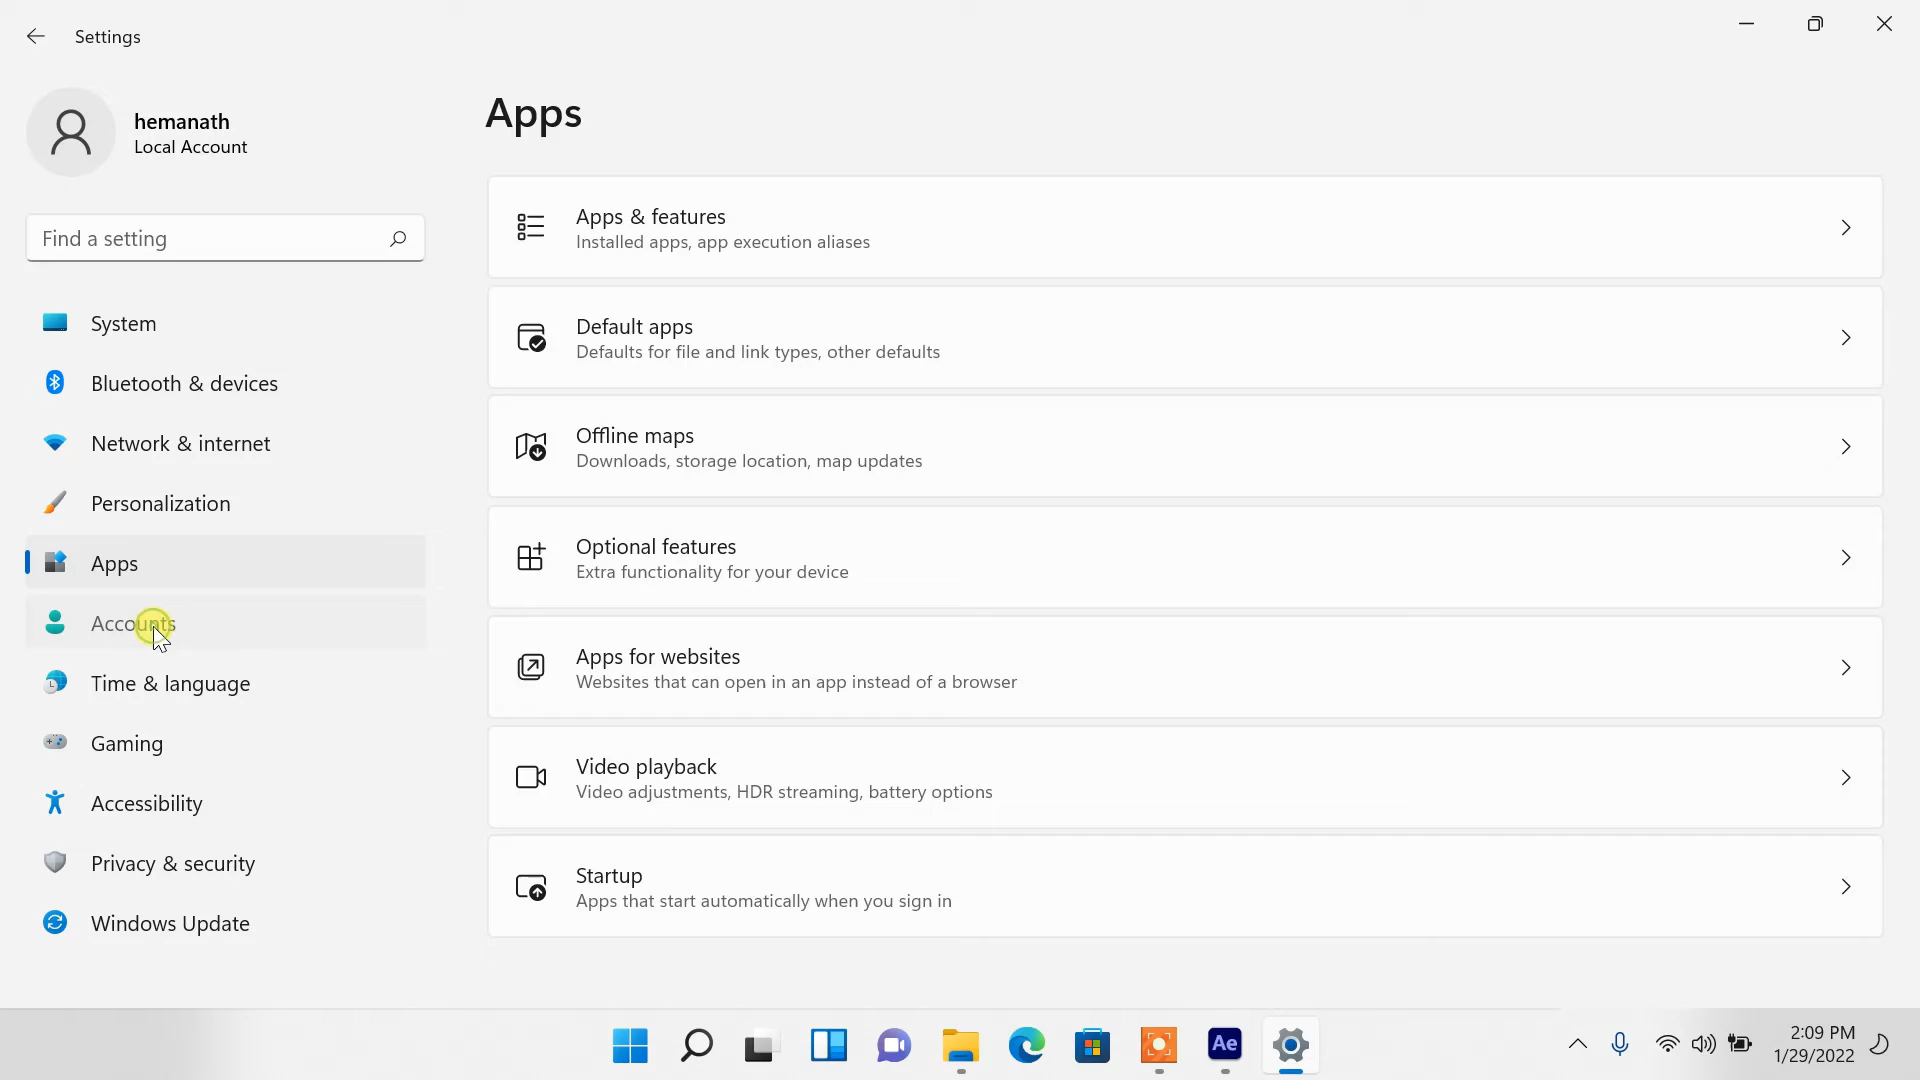 Settings
hemanath
Local Account
Find a setting
System
Bluetooth & devices
Network & internet
Personalization
Apps
Accounts
Time & language
Gaming
Accessibility
Privacy & security
Windows Update
Apps
Apps & features
Installed apps, app execution aliases
Default apps
Defaults for file and link types, other defaults
Offline maps
Downloads, storage location, map updates
Optional features
Extra functionality for your device
Apps for websites
Websites that can open in an app instead of a browser
Video playback
Video adjustments, HDR streaming, battery options
Startup
Apps that start automatically when you sign in
Ae
2:09 PM
1/29/2022